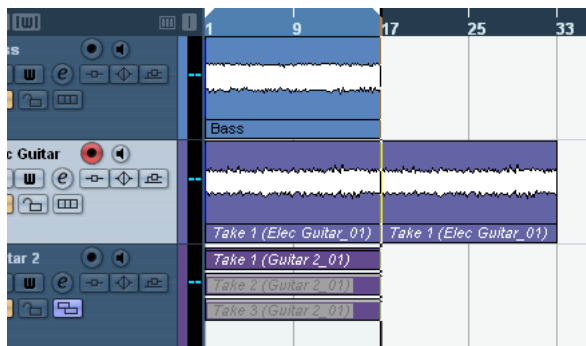 1 9 17 25 33
ss
W e
Bass
c Guitar
W e
Take 1 (Elec Guitar_01) Take 1 (Elec Guitar_01)
tar 2 Take 1 (Guitar 2_01)
W e Take 2 (Guitar 2_01)
Take 3 (Guitar 2_01)